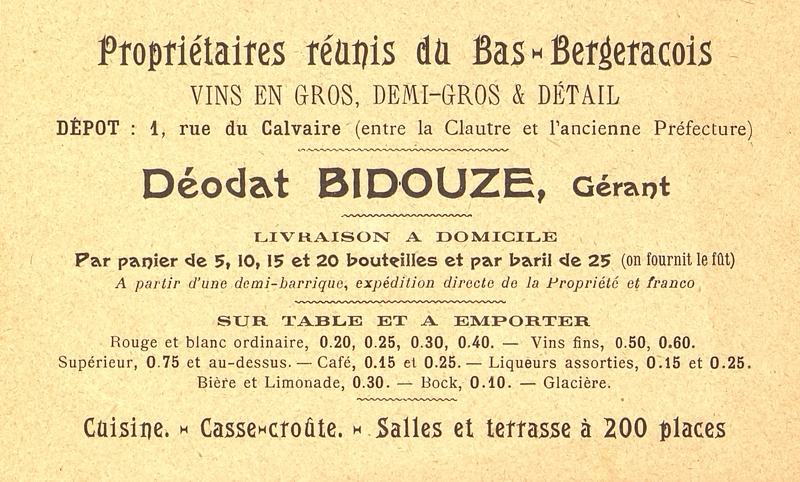 Propriétaires réunis du Bas-Bergeracois
VINS EN GROS, DEMI-GROS & DÉTAIL
DÉPOT : 1, rue du Calvaire (entre la Clautre et l'ancienne Préfecture)
Déodat BIDOUZE, Gérant
LIVRAISON A DOMICILE
Par panier de 5, 10, 15 et 20 bouteilles et par baril de 25 (on fournit le fût)
A partir d'une demi-barrique, expédition directe de la Propriété et franco
SUR TABLE ET A EMPORTER
Rouge et blanc ordinaire, 0.20, 0.25, 0.30, 0.40. — Vins fins, 0.50, 0.60.
Supérieur, 0.75 et au-dessus. — Café, 0.15 et 0.25. — Liqueurs assorties, 0.15 et 0.25.
Bière et Limonade, 0.30. — Bock, 0.10. — Glacière.
Cuisine. - Casse-croûte. - Salles et terrasse à 200 places